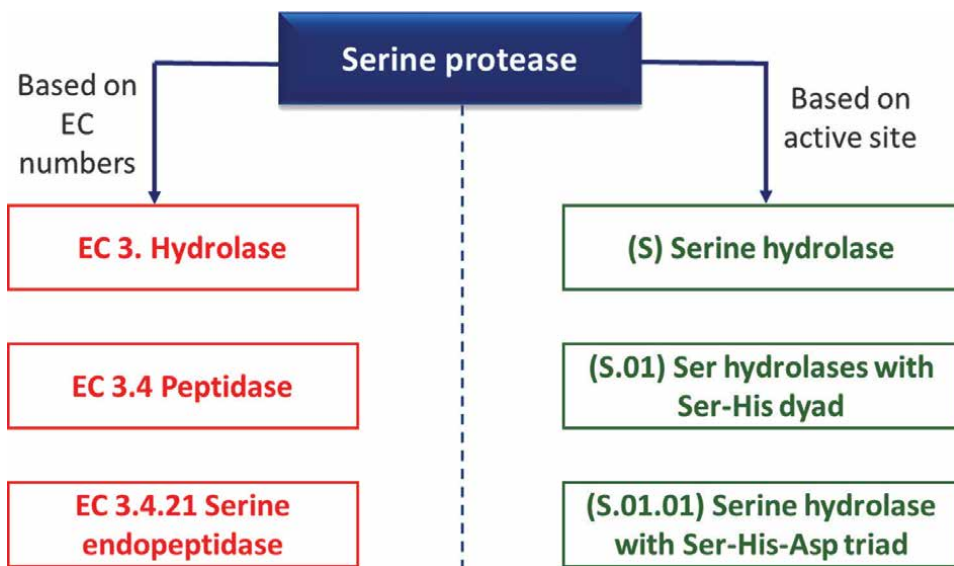 Serine protease
Based on
EC
numbers
Based on
active site
EC 3. Hydrolase
(S) Serine hydrolase
EC 3.4 Peptidase
(S.01) Ser hydrolases with
Ser-His dyad
EC 3.4.21 Serine
endopeptidase
(S.01.01) Serine hydrolase
with Ser-His-Asp triad